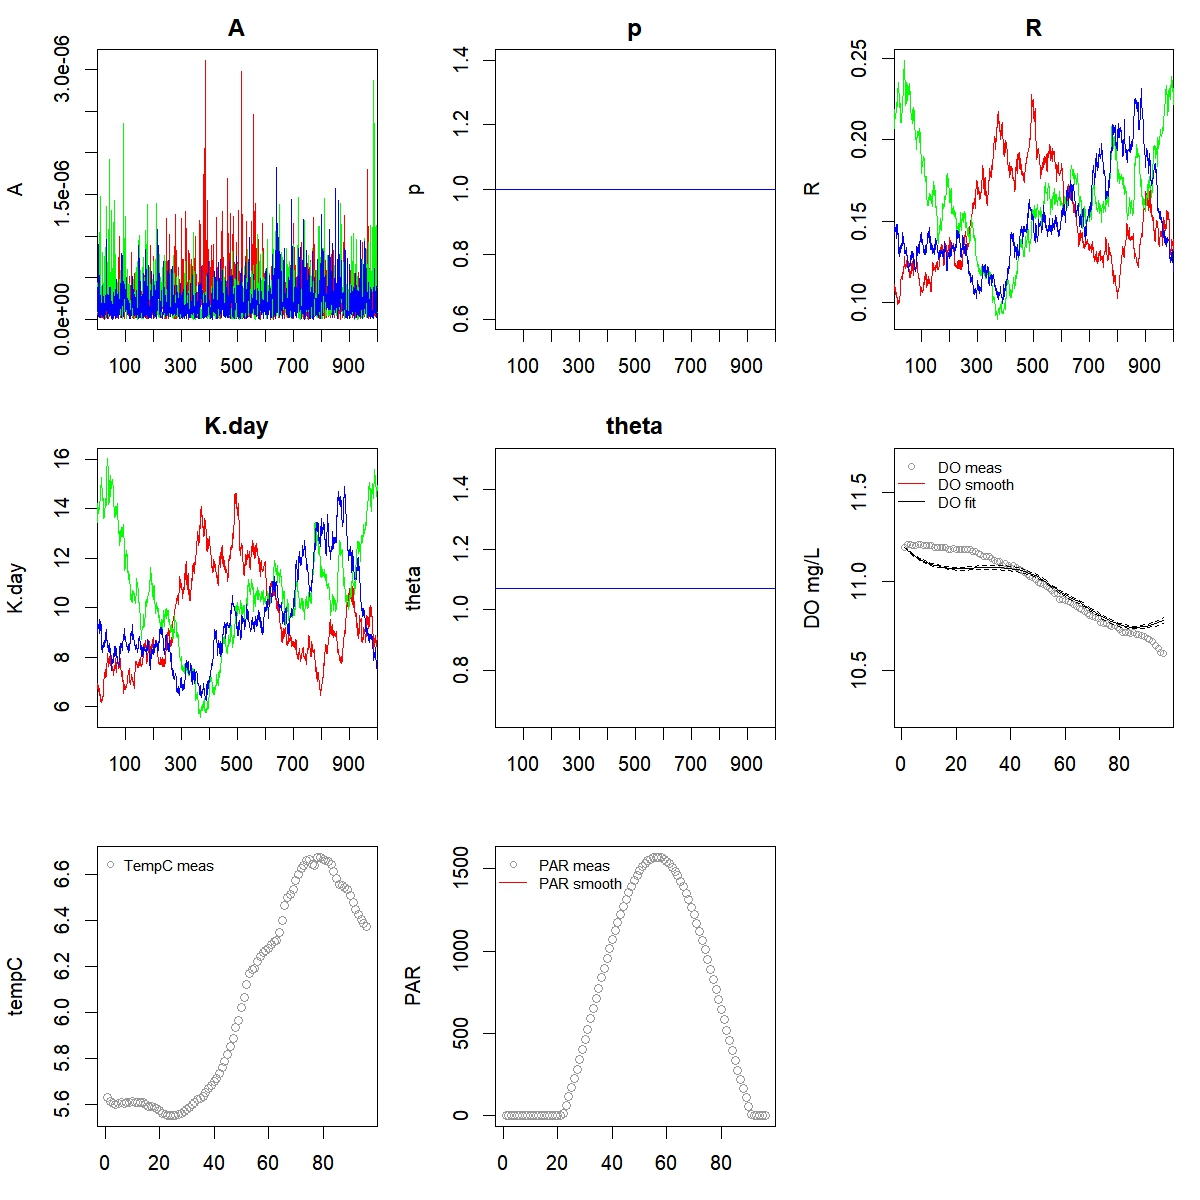 A
A
0.0e+00 1.5e-06 3.0e-06
100 300 500 700 900
p
p
0.6 0.8 1.0 1.2 1.4
100 300 500 700 900
R
R
0.10 0.15 0.20 0.25
100 300 500 700 900
K.day
K.day
6 8 10 12 14 16
100 300 500 700 900
theta
theta
0.8 1.0 1.2 1.4
100 300 500 700 900
DO mg/L
10.5 11.0 11.5
DO meas
DO smooth
DO fit
0 20 40 60 80
tempC
5.6 5.8 6.0 6.2 6.4 6.6
TempC meas
0 20 40 60 80
PAR
0 500 1000 1500
PAR meas
PAR smooth
0 20 40 60 80